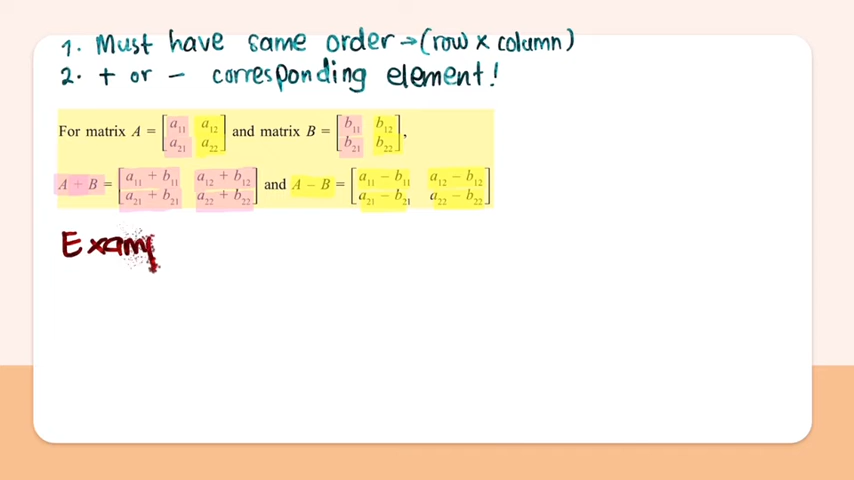 1. Must have same order → (row x column)
2. + or - corresponding element!
For matrix A = [a₁₁ a₁₂ a₂₁ a₂₂] and matrix B = [b₁₁ b₁₂ b₂₁ b₂₂],
A + B = [a₁₁ + b₁₁ a₁₂ + b₁₂ a₂₁ + b₂₁ a₂₂ + b₂₂] and A − B = [a₁₁ − b₁₁ a₁₂ − b₁₂ a₂₁ − b₂₁ a₂₂ − b₂₂]
Examp